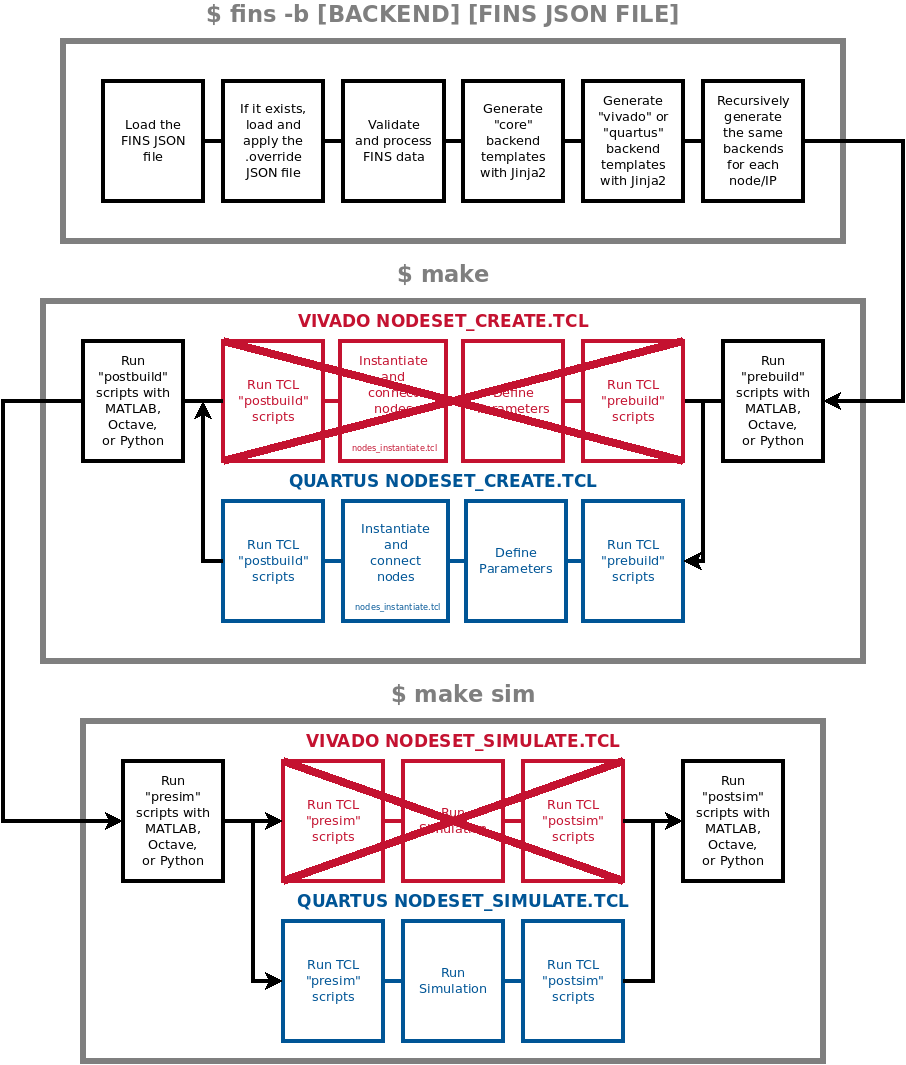 $ fins -b [BACKEND] [FINS JSON FILE]
Load the
FINS JSON
file
If it exists,
load and
apply the
.override
JSON file
Validate
and process
FINS data
Generate
"core"
backend
templates
with Jinja2
Generate
"vivado" or
"quartus"
backend
templates
with Jinja2
Recursively
generate
the same
backends
for each
node/IP
$ make
VIVADO NODESET_CREATE.TCL
Run
"postbuild"
scripts with
MATLAB,
Octave,
or Python
Run TCL
"postbuild"
scripts
Instantiate
and
connect
nodes
nodes_instantiate.tcl
Define
Parameters
Run TCL
"prebuild"
scripts
Run
"prebuild"
scripts with
MATLAB,
Octave,
or Python
QUARTUS NODESET_CREATE.TCL
Run TCL
"postbuild"
scripts
Instantiate
and
connect
nodes
nodes_instantiate.tcl
Define
Parameters
Run TCL
"prebuild"
scripts
$ make sim
VIVADO NODESET_SIMULATE.TCL
Run
"presim"
scripts with
MATLAB,
Octave,
or Python
Run TCL
"presim"
scripts
Run
Simulation
Run TCL
"postsim"
scripts
Run
"postsim"
scripts with
MATLAB,
Octave,
or Python
QUARTUS NODESET_SIMULATE.TCL
Run TCL
"presim"
scripts
Run
Simulation
Run TCL
"postsim"
scripts